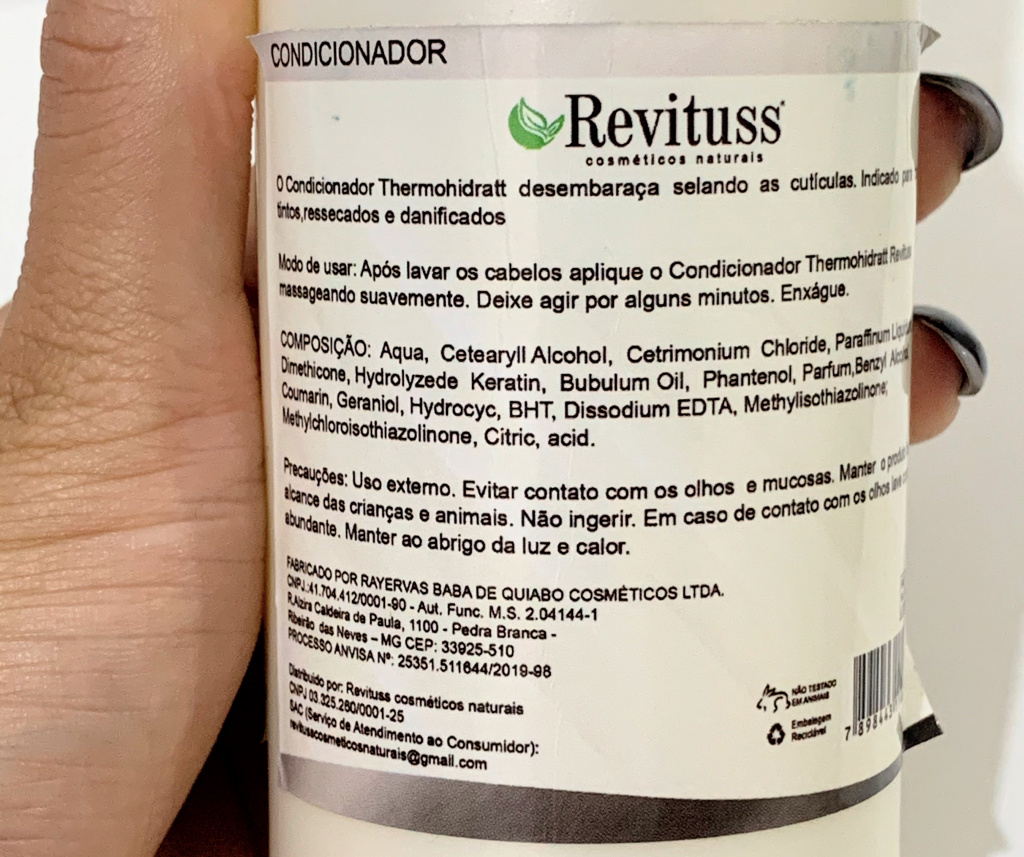 CONDICIONADOR
Revituss
cosméticos naturais
O Condicionador Thermohidratt desembaraça selando as cutículas. Indicado para
tintos,ressecados e danificados
Modo de usar: Após lavar os cabelos aplique o Condicionador Thermohidratt
massageando suavemente. Deixe agir por alguns minutos. Enxágue.
COMPOSIÇÃO: Aqua, Cetearyll Alcohol, Cetrimonium Chloride, Paraffinum
Dimethicone, Hydrolyzede Keratin, Bubulum Oil, Phantenol, Parfum,Benzyl
Coumarin, Geraniol, Hydrocyc, BHT, Dissodium EDTA, Methylisothiazolinone;
Methylchloroisothiazolinone, Citric, acid.
Precauções: Uso externo. Evitar contato com os olhos e mucosas. Manter o
alcance das crianças e animais. Não ingerir. Em caso de contato com os olhos lave
abundante. Manter ao abrigo da luz e calor.
FABRICADO POR RAYERVAS BABA DE QUIABO COSMÉTICOS LTDA.
CNPJ.:41.704.412/0001-90 - Aut. Func. M.S. 2.04144-1
R.Alzira Caldeira de Paula, 1100 - Pedra Branca -
Ribeirão das Neves – MG CEP: 33925-510
PROCESSO ANVISA Nº: 25351.511644/2019-98
Distribuido por: Revituss cosméticos naturais
CNPJ 03.325.260/0001-25
SAC (Serviço de Atendimento ao Consumidor):
revitusscosmeticosnaturais@gmail.com
NÃO TESTADO
EM ANIMAIS
Embalagem
Reciclável
7 89844